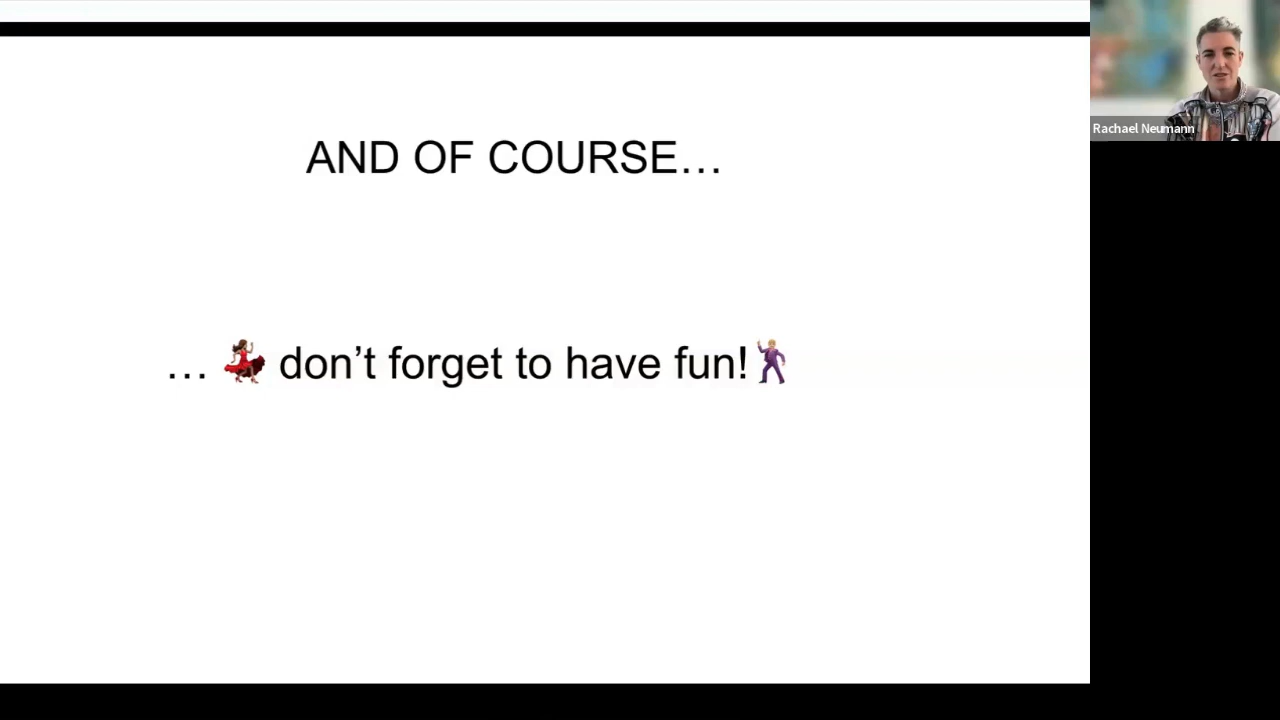 AND OF COURSE…
… 💃 don’t forget to have fun!🕺
Rachael Neumann